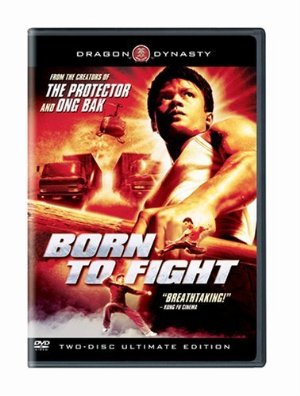 DRAGON DYNASTY
FROM THE CREATORS OF
THE PROTECTOR
AND ONG BAK
BORN
TO FIGHT
"BREATHTAKING!"
- KUNG FU CINEMA
DVD
VIDEO
TWO-DISC ULTIMATE EDITION